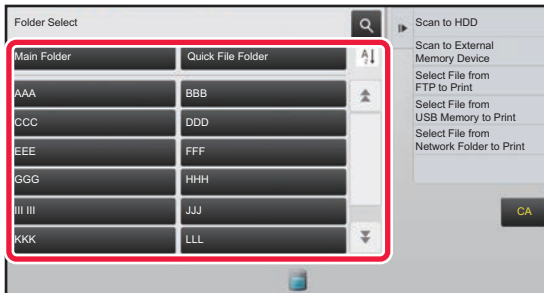 Folder Select
Main Folder
Quick File Folder
AAA
BBB
CCC
DDD
EEE
FFF
GGG
HHH
III III
JJJ
KKK
LLL
Scan to HDD
Scan to External
Memory Device
Select File from
FTP to Print
Select File from
USB Memory to Print
Select File from
Network Folder to Print
CA